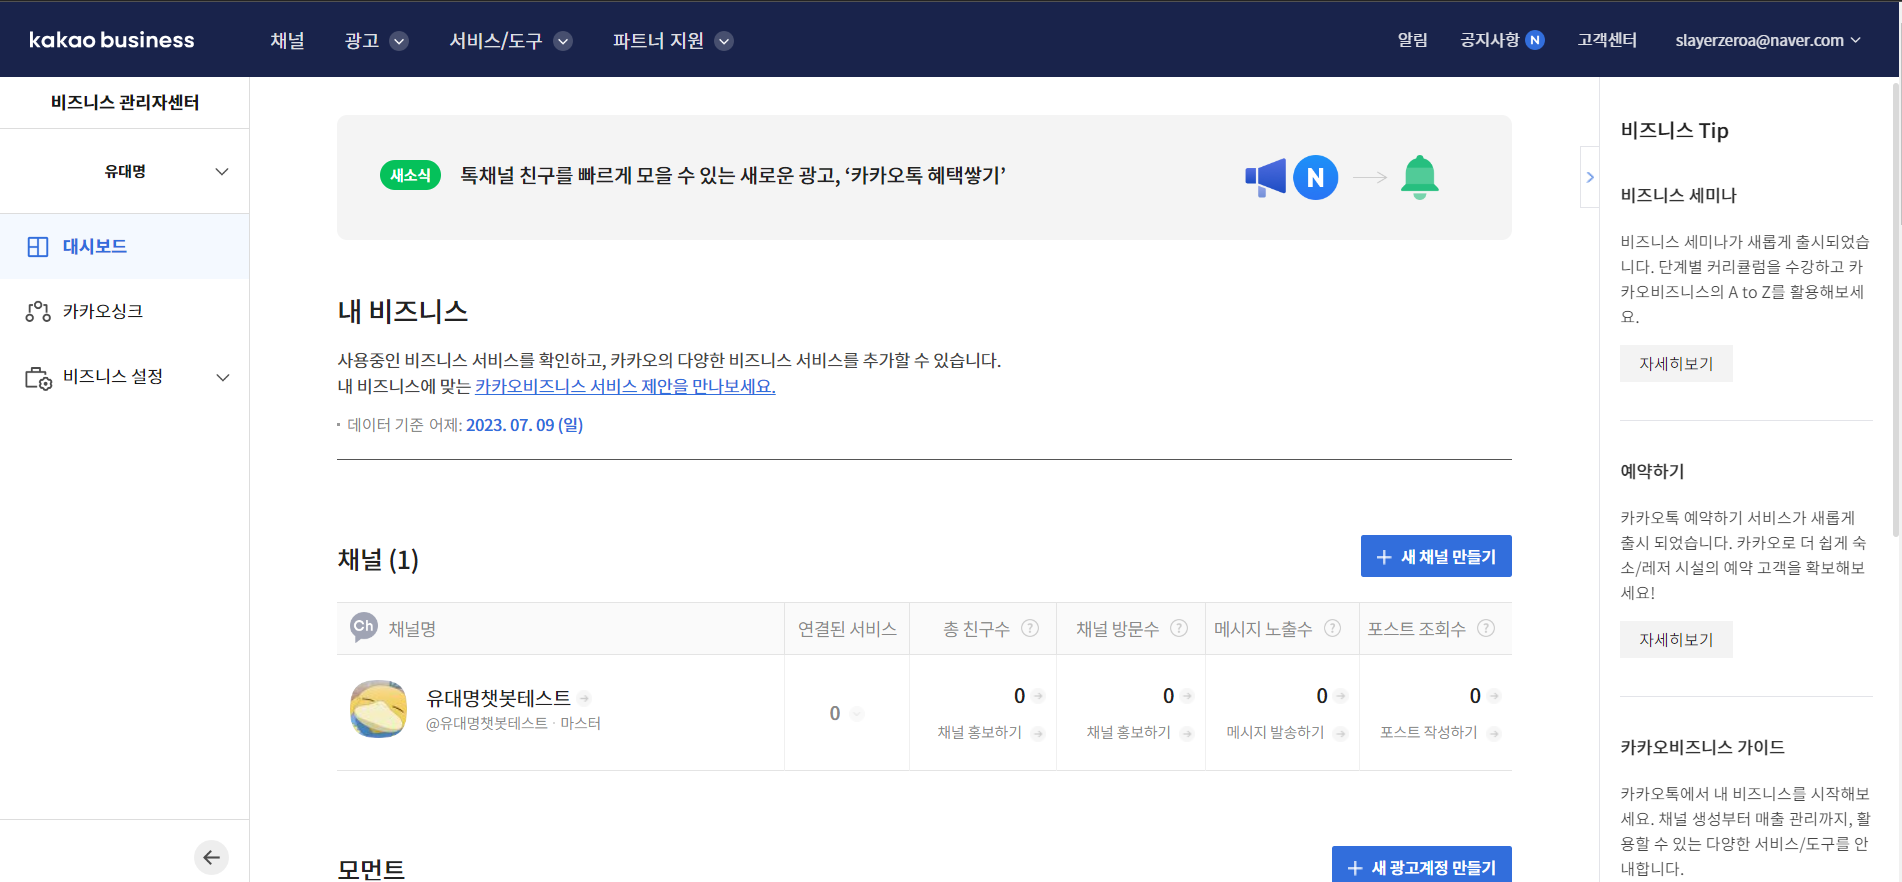 kakao business
채널
광고
서비스/도구
파트너 지원
알림
공지사항 N
고객센터
slayerzeroa@naver.com
비즈니스 관리자센터
유대명
대시보드
카카오싱크
비즈니스 설정
새소식 톡채널 친구를 빠르게 모을 수 있는 새로운 광고, ‘카카오톡 혜택쌓기’
N
내 비즈니스
사용중인 비즈니스 서비스를 확인하고, 카카오의 다양한 비즈니스 서비스를 추가할 수 있습니다.
내 비즈니스에 맞는 카카오비즈니스 서비스 제안을 만나보세요.
· 데이터 기준 어제: 2023. 07. 09 (일)
채널 (1)
+ 새 채널 만들기
Ch 채널명
연결된 서비스
총 친구수 ?
채널 방문수 ?
메시지 노출수 ?
포스트 조회수 ?
유대명챗봇테스트
@유대명챗봇테스트 · 마스터
0
0
채널 홍보하기
0
채널 홍보하기
0
메시지 발송하기
0
포스트 작성하기
모먼트
+ 새 광고계정 만들기
비즈니스 Tip
비즈니스 세미나
비즈니스 세미나가 새롭게 출시되었습
니다. 단계별 커리큘럼을 수강하고 카
카오비즈니스의 A to Z를 활용해보세
요.
자세히보기
예약하기
카카오톡 예약하기 서비스가 새롭게
출시 되었습니다. 카카오로 더 쉽게 숙
소/레저 시설의 예약 고객을 확보해보
세요!
자세히보기
카카오비즈니스 가이드
카카오톡에서 내 비즈니스를 시작해보
세요. 채널 생성부터 매출 관리까지, 활
용할 수 있는 다양한 서비스/도구를 안
내합니다.